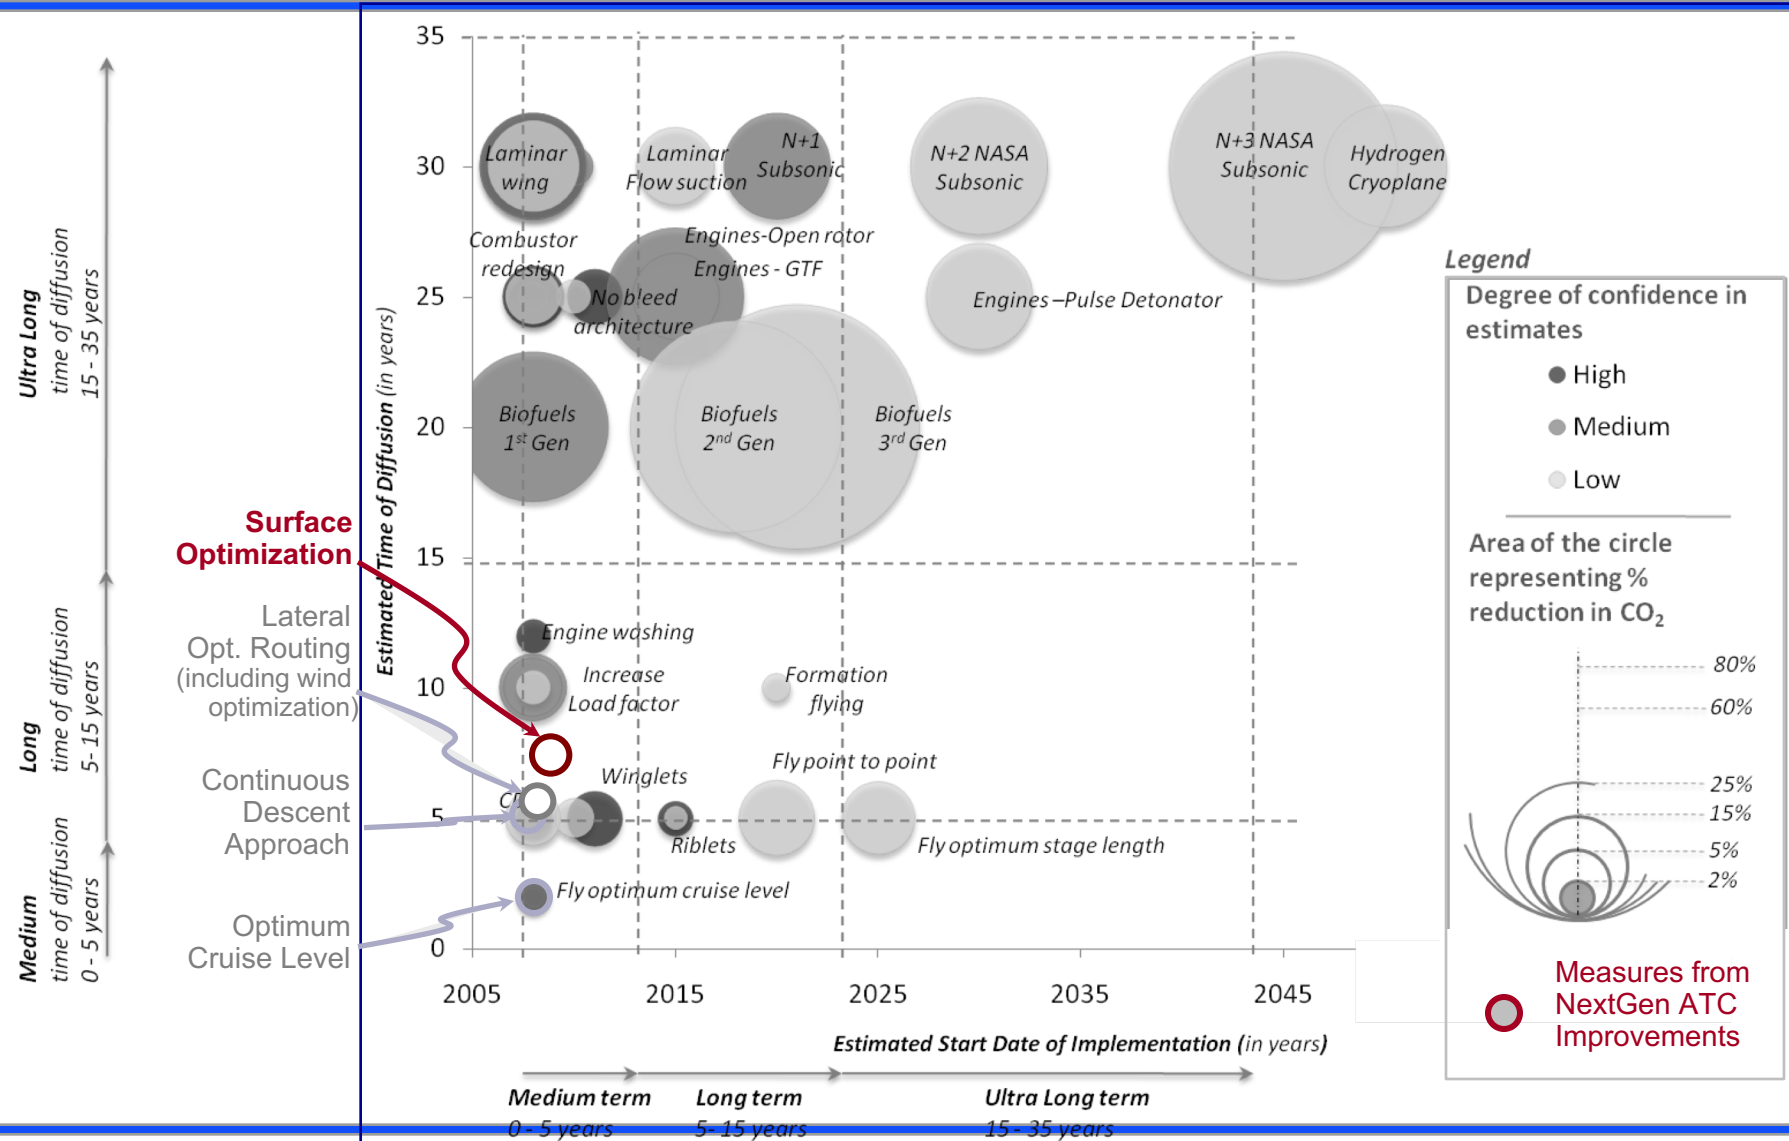 35
30
25
20
15
10
5
0
2005
2015
2025
2035
2045
Estimated Time of Diffusion (in years)
Estimated Start Date of Implementation (in years)
Ultra Long
time of diffusion
15 - 35 years
Long
time of diffusion
5- 15 years
Medium
time of diffusion
0 - 5 years
Surface
Optimization
Lateral
Opt. Routing
(including wind
optimization)
Continuous
Descent
Approach
Optimum
Cruise Level
Laminar
wing
Laminar
Flow suction
N+1
Subsonic
N+2 NASA
Subsonic
N+3 NASA
Subsonic
Hydrogen
Cryoplane
Combustor
redesign
Engines-Open rotor
Engines - GTF
No bleed
architecture
Engines –Pulse Detonator
Biofuels
1st Gen
Biofuels
2nd Gen
Biofuels
3rd Gen
Engine washing
Increase
Load factor
Formation
flying
Winglets
Fly point to point
Riblets
Fly optimum stage length
Fly optimum cruise level
Medium term
0 - 5 years
Long term
5- 15 years
Ultra Long term
15 - 35 years
Legend
Degree of confidence in
estimates
High
Medium
Low
Area of the circle
representing %
reduction in CO2
80%
60%
25%
15%
5%
2%
Measures from
NextGen ATC
Improvements